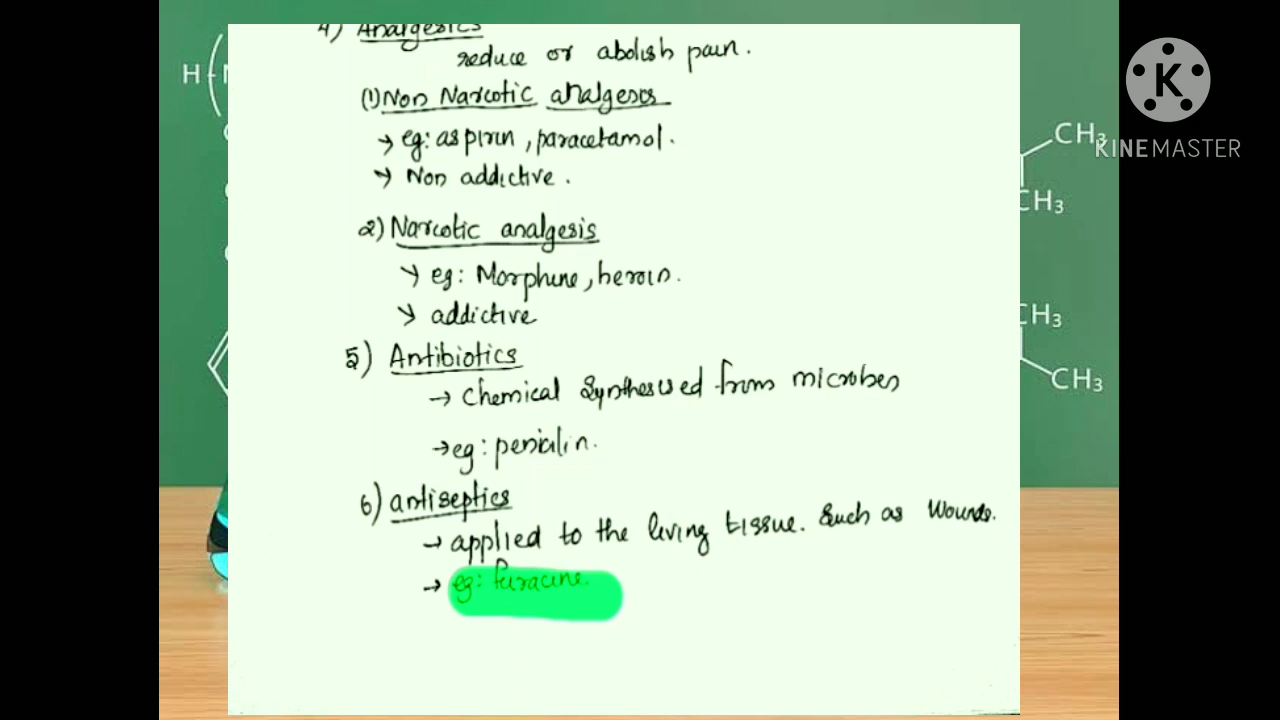 4) Analgesics
reduce or abolish pain.
(1) Non Narcotic analgesis
→ eg: aspirin, paracetamol.
→ Non addictive.
2) Narcotic analgesis
→ eg: Morphine, heroin.
→ addictive
5) Antibiotics
→ Chemical Synthesised from microbes
→ eg: penicilin.
6) antiseptics
→ applied to the living tissue. Such as Wounds.
→ eg: furacine.
H
CH₃
CH₃
CH₃
CH₃
K
KINEMASTER